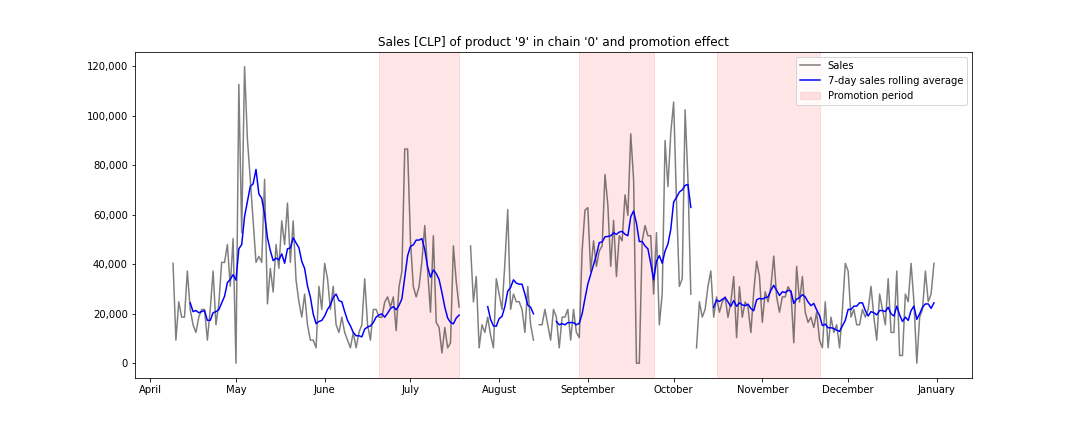 Sales [CLP] of product '9' in chain '0' and promotion effect
Sales
7-day sales rolling average
Promotion period
120,000
100,000
80,000
60,000
40,000
20,000
0
April May June July August September October November December January